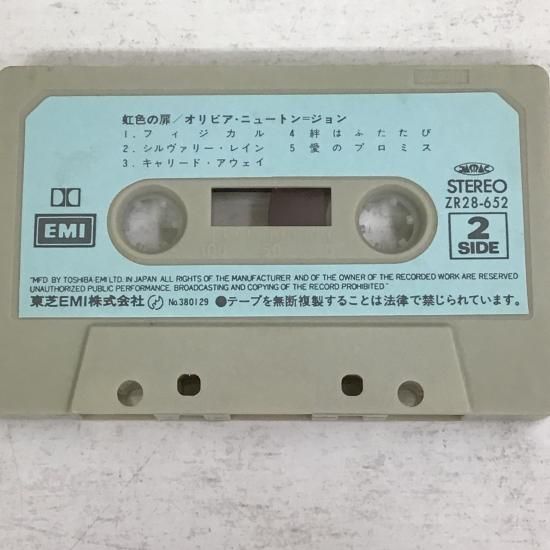 虹色の扉／オリビア・ニュートン=ジョン
1. フィジカル 4 絆はふたたび
2. シルヴァリー・レイン 5 愛のプロミス
3. キャリード・アウェイ
JASRAC
STEREO
ZR28-652
EMI
2
SIDE
"MFD BY TOSHIBA EMI LTD. IN JAPAN ALL RIGHTS OF THE MANUFACTURER AND OF THE OWNER OF THE RECORDED WORK ARE RESERVED
UNAUTHORIZED PUBLIC PERFORMANCE, BROADCASTING AND COPYING OF THE RECORD PROHIBITED"
東芝EMI株式会社 No.380129 ●テープを無断複製することは法律で禁じられています。
50